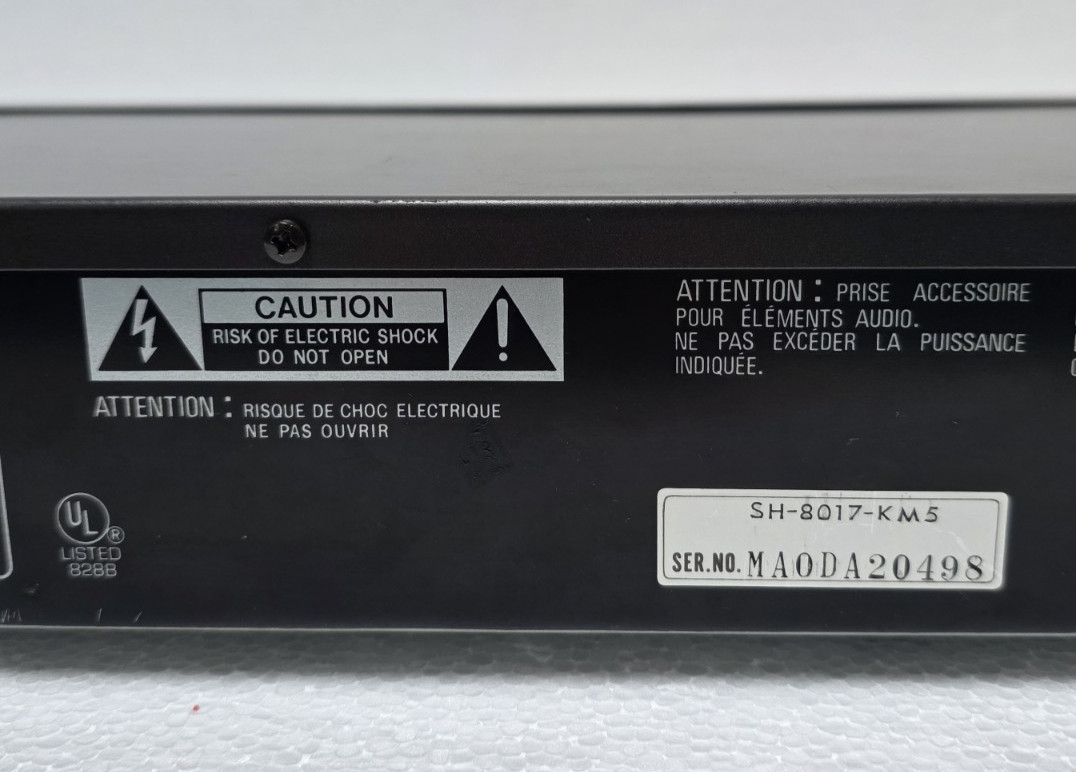 CAUTION
RISK OF ELECTRIC SHOCK
DO NOT OPEN
ATTENTION : RISQUE DE CHOC ELECTRIQUE
NE PAS OUVRIR
UL ®
LISTED
828B
ATTENTION : PRISE ACCESSOIRE
POUR ÉLÉMENTS AUDIO.
NE PAS EXCÉDER LA PUISSANCE
INDIQUÉE.
SH-8017-KM5
SER.NO. MA0DA20498